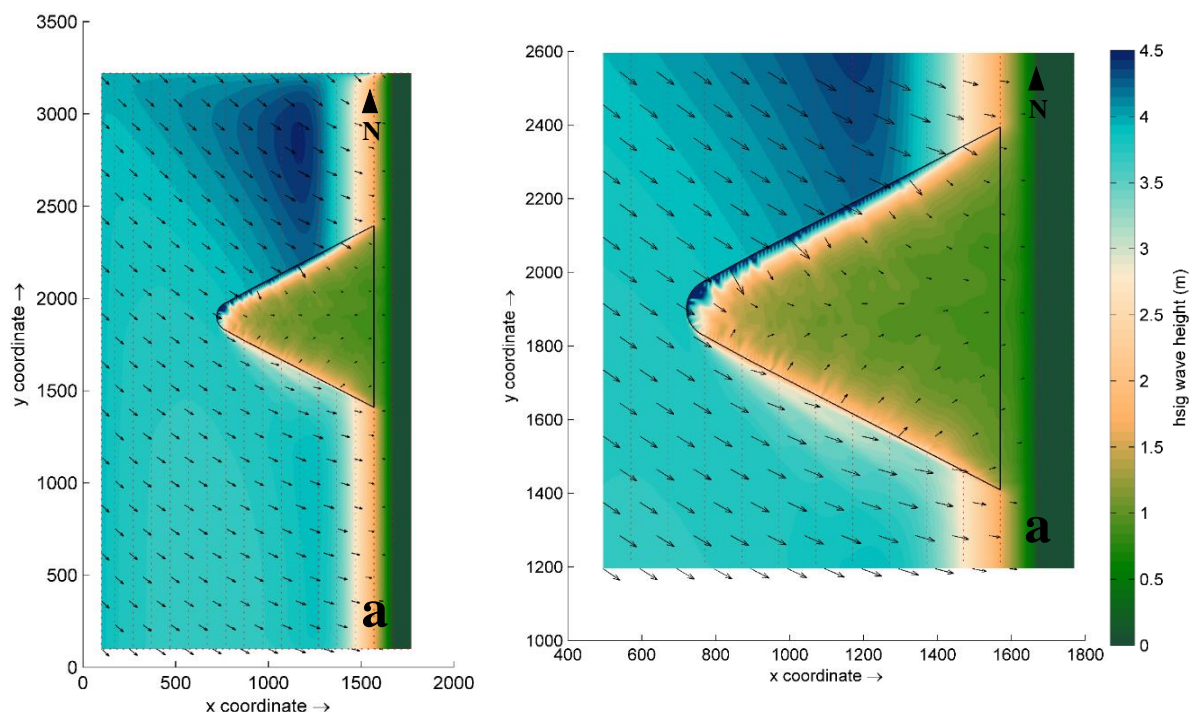 3500
3000
2500
2000
1500
1000
500
0
y coordinate →
0 500 1000 1500 2000
x coordinate →
N
a
2600
2400
2200
2000
1800
1600
1400
1200
1000
y coordinate →
400 600 800 1000 1200 1400 1600 1800
x coordinate →
N
a
4.5
4
3.5
3
2.5
2
1.5
1
0.5
0
hsig wave height (m)